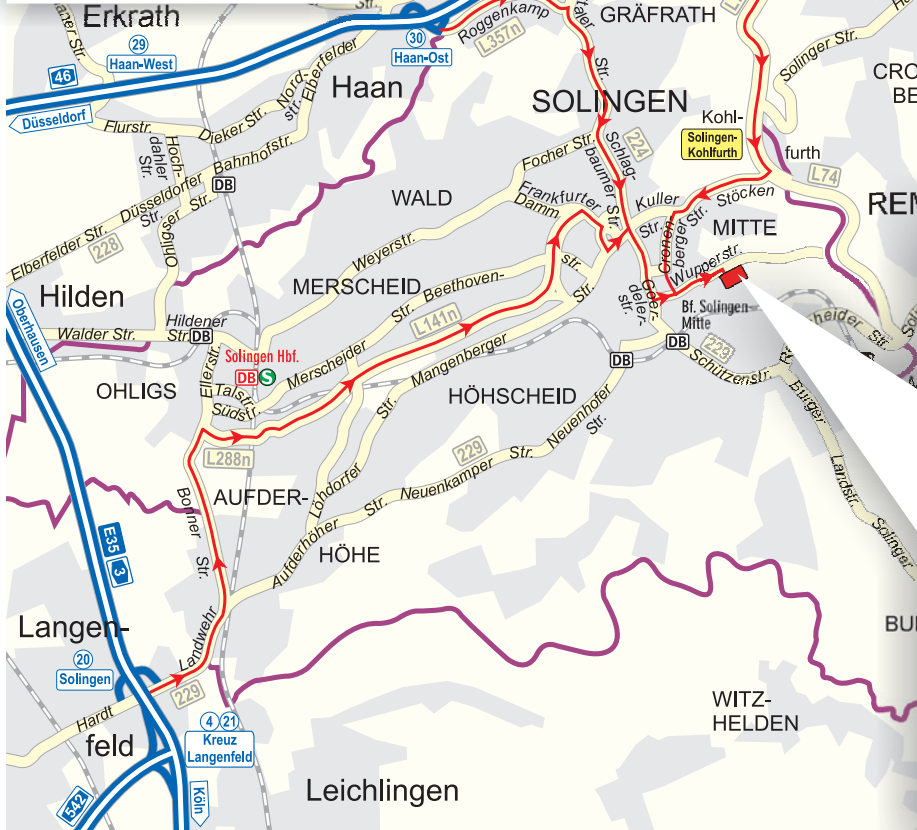 Erkrath
29
Haan-West
46
Düsseldorf
30
Haan-Ost
Roggenkamp
L357n
GRÄFRATH
Solinger Str.
CRO
BE
Haan
SOLINGEN
Flurstr.
Dieker Str.
Nord-
str.
Elberfelder
Hoch-
dahler
Str.
Bahnhofstr.
Düsseldorfer
Elberfelder Str.
228
DB
Str.
Schlag-
baumer Str.
224
Kohl-
furth
Solingen-
Kohlfurth
L74
REM
Focher Str.
WALD
Frankfurter
Damm
Kuller
Str.
Stöcken
Cronen-
berger
Str.
MITTE
Weyerstr.
Wupperstr.
Hilden
Oberhausen
MERSCHEID
Beethoven-
str.
Str.
L141n
Goer-
deler-
str.
Bf. Solingen-
Mitte
Walder Str.
Hildener
Str.
DB
Solingen Hbf.
DB S
Merscheider
Str.
Mangenberger
Str.
DB
DB
OHLIGS
Ellerstr.
Talstr.
Südstr.
HÖHSCHEID
Schützenstr.
Burger
Landstr.
Solinger
L288n
229
Neuenhofer
Str.
Bonner
Str.
AUFDER-
HÖHE
Löhdorfer
Str.
Aufderhöher
Str.
Neuenkamper
Str.
E35
3
Langen-
feld
20
Solingen
Landwehr
229
Hardt
4 21
Kreuz
Langenfeld
WITZ-
HELDEN
542
Köln
Leichlingen